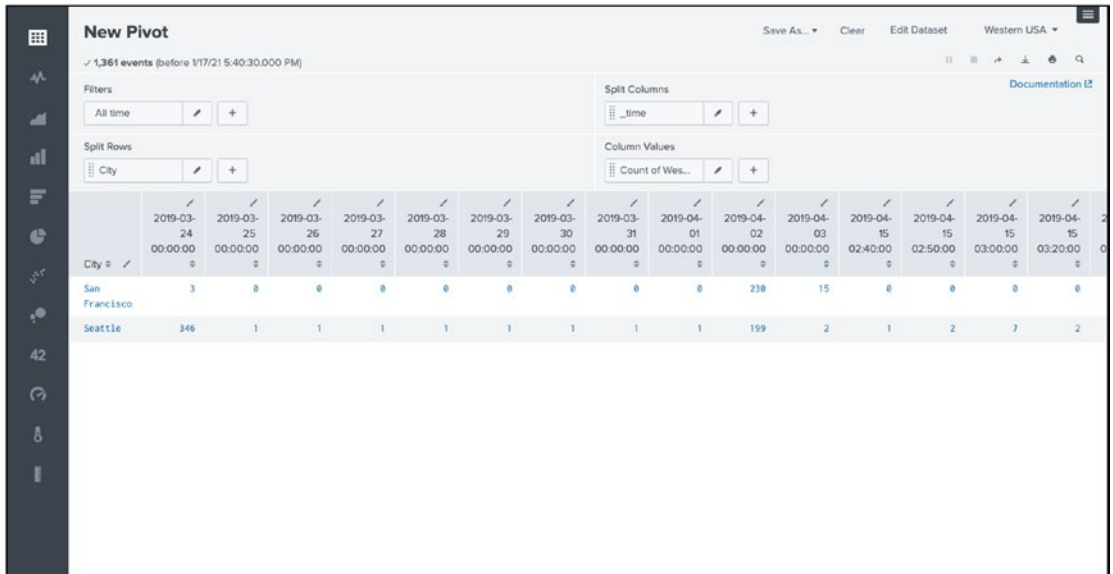 New Pivot
Save As... Clear Edit Dataset Western USA
✓ 1,361 events (before 1/17/21 5:40:30.000 PM)
Documentation
Filters
All time
Split Columns
_time
Split Rows
City
Column Values
Count of Wes...
City
2019-03-24 00:00:00
2019-03-25 00:00:00
2019-03-26 00:00:00
2019-03-27 00:00:00
2019-03-28 00:00:00
2019-03-29 00:00:00
2019-03-30 00:00:00
2019-03-31 00:00:00
2019-04-01 00:00:00
2019-04-02 00:00:00
2019-04-03 00:00:00
2019-04-15 02:40:00
2019-04-15 02:50:00
2019-04-15 03:00:00
2019-04-15 03:20:00
San Francisco 3 0 0 0 0 0 0 0 0 230 15 0 0 0 0
Seattle 346 1 1 1 1 1 1 1 1 199 2 1 2 7 2
42